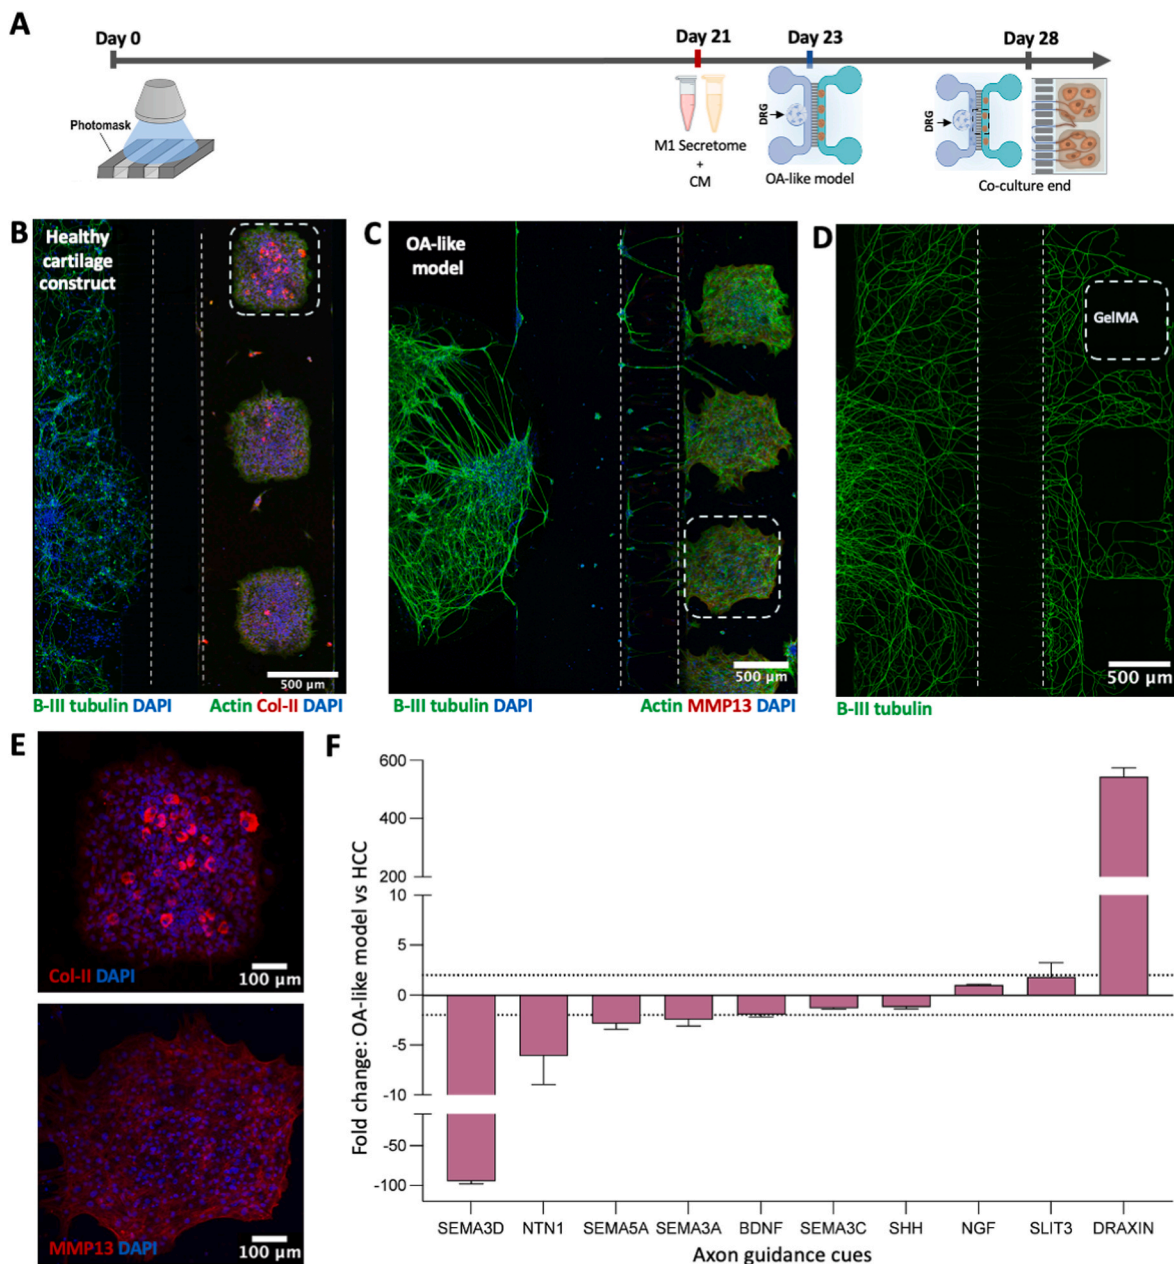 A
Day 0
Day 21
Day 23
Day 28
Photomask
DRG
DRG
M1 Secretome
+
CM
OA-like model
Co-culture end
B
Healthy
cartilage
construct
500 µm
B-III tubulin DAPI
Actin Col-II DAPI
C
OA-like
model
500 µm
B-III tubulin DAPI
Actin MMP13 DAPI
D
GelMA
500 µm
B-III tubulin
E
Col-II DAPI
100 µm
MMP13 DAPI
100 µm
F
Fold change: OA-like model vs HCC
600
400
200
10
5
0
-5
-10
-50
-100
SEMA3D
NTN1
SEMA5A
SEMA3A
BDNF
SEMA3C
SHH
NGF
SLIT3
DRAXIN
Axon guidance cues